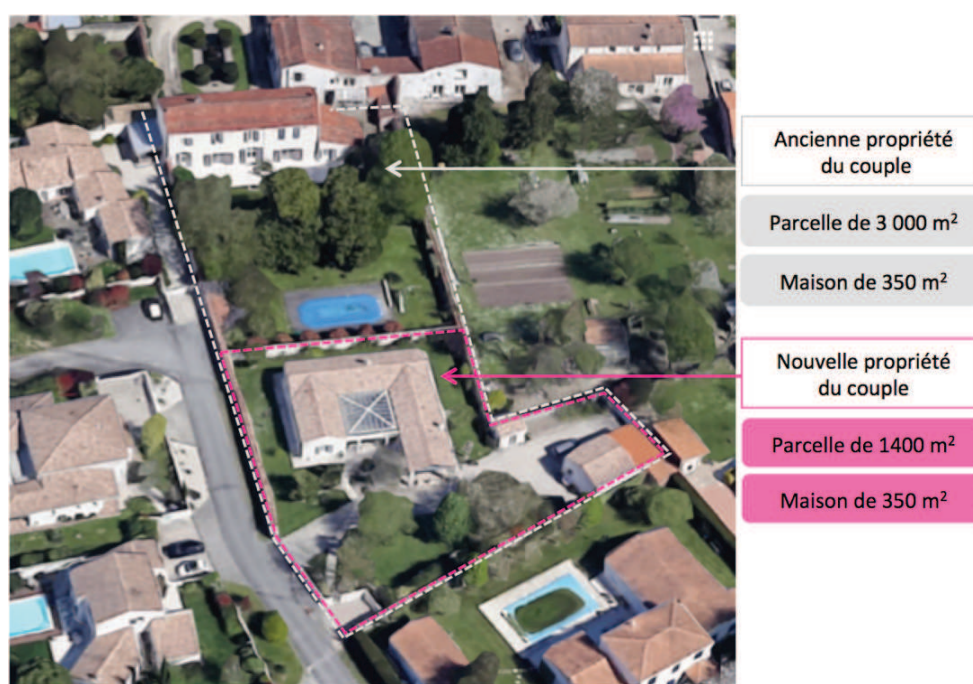 Ancienne propriété
du couple
Parcelle de 3 000 m²
Maison de 350 m²
Nouvelle propriété
du couple
Parcelle de 1400 m²
Maison de 350 m²